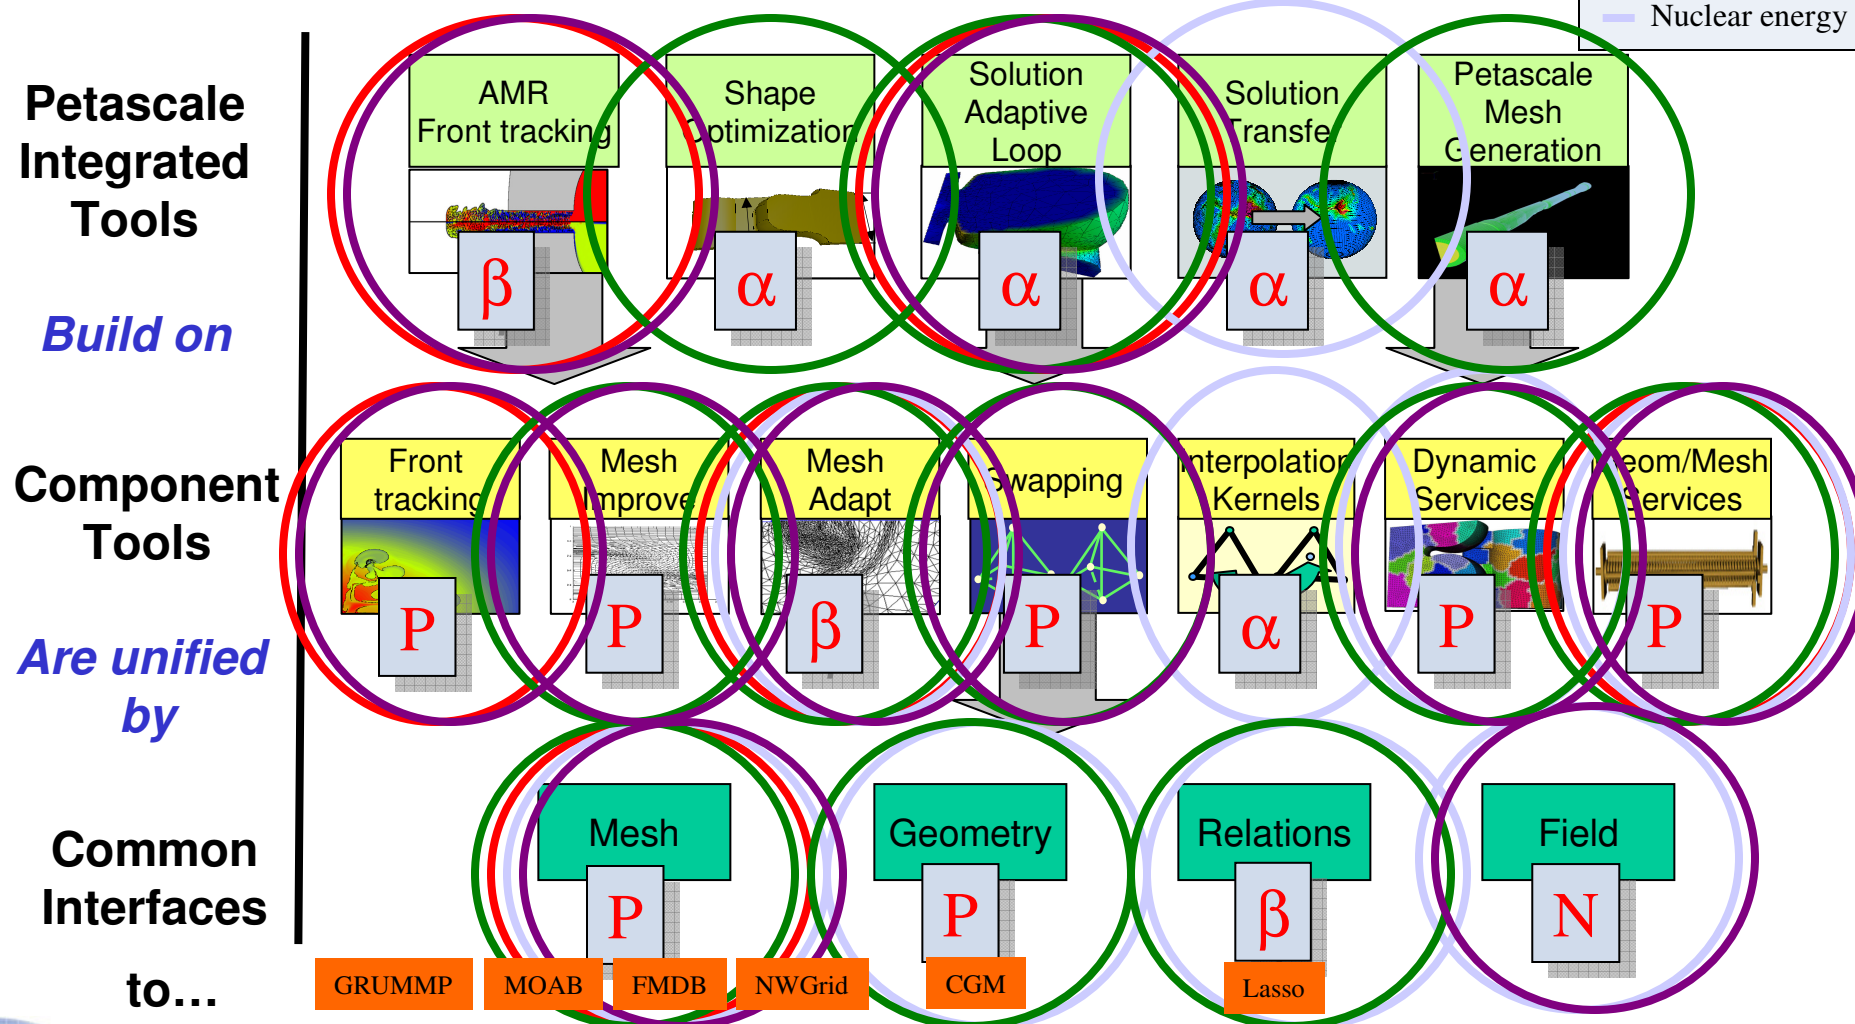 Nuclear energy
Petascale
Integrated
Tools
Build on
AMR
Front tracking
β
Shape
Optimization
α
Solution
Adaptive
Loop
α
Solution
Transfer
α
Petascale
Mesh
Generation
α
Component
Tools
Are unified
by
Front
tracking
P
Mesh
Improve
P
Mesh
Adapt
β
Swapping
P
Interpolation
Kernels
α
Dynamic
Services
P
Geom/Mesh
Services
P
Common
Interfaces
to…
Mesh
P
Geometry
P
Relations
β
Field
N
GRUMMP
MOAB
FMDB
NWGrid
CGM
Lasso